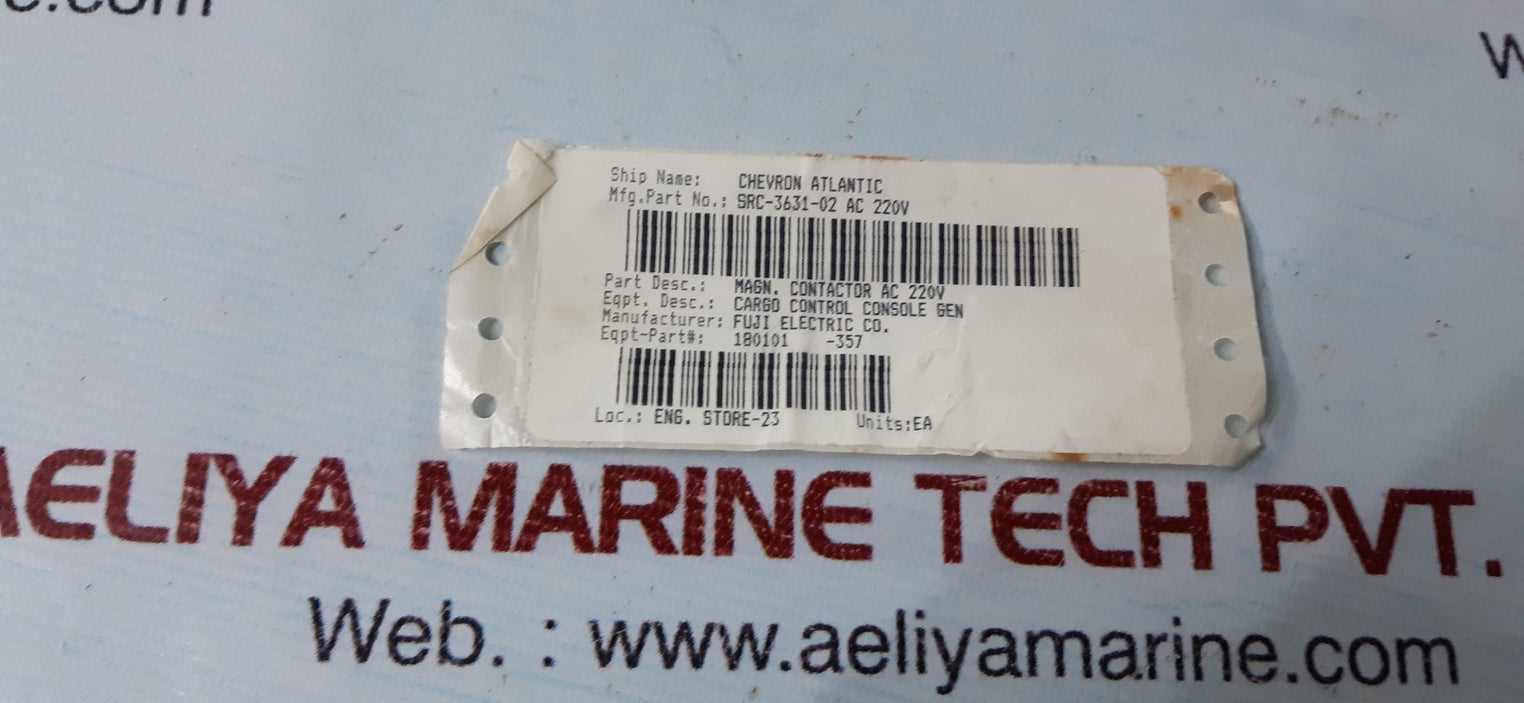 e.com
W
Ship Name: CHEVRON ATLANTIC
Mfg.Part No.: SRC-3631-02 AC 220V
Part Desc.: MAGN. CONTACTOR AC 220V
Eqpt. Desc.: CARGO CONTROL CONSOLE GEN
Manufacturer: FUJI ELECTRIC CO.
Eqpt-Part#: 180101 -357
Loc.: ENG. STORE-23 Units:EA
AELIYA MARINE TECH PVT.
Web. : www.aeliyamarine.com